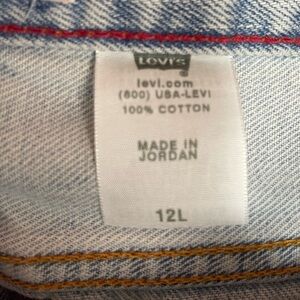 LEVI'S
levi.com
(800) USA-LEVI
100% COTTON
MADE IN
JORDAN
12L